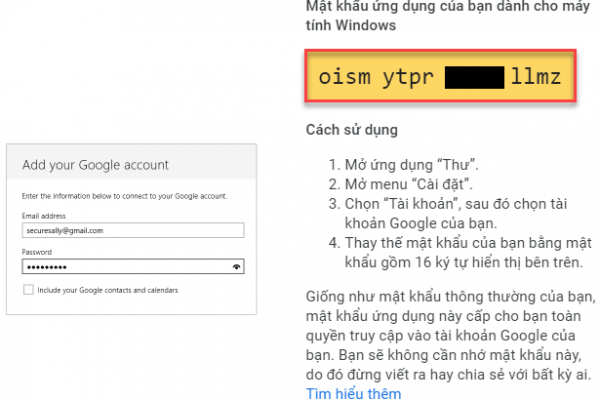 Add your Google account
Enter the information below to connect to your Google account.
Email address
securesally@gmail.com
Password
●●●●●●●●●
Include your Google contacts and calendars
Mật khẩu ứng dụng của bạn dành cho máy
tính Windows
oism ytpr llmz
Cách sử dụng
1. Mở ứng dụng “Thư”.
2. Mở menu “Cài đặt”.
3. Chọn “Tài khoản”, sau đó chọn tài
khoản Google của bạn.
4. Thay thế mật khẩu của bạn bằng mật
khẩu gồm 16 ký tự hiển thị bên trên.
Giống như mật khẩu thông thường của bạn,
mật khẩu ứng dụng này cấp cho bạn toàn
quyền truy cập vào tài khoản Google của
bạn. Bạn sẽ không cần nhớ mật khẩu này,
do đó đừng viết ra hay chia sẻ với bất kỳ ai.
Tìm hiểu thêm